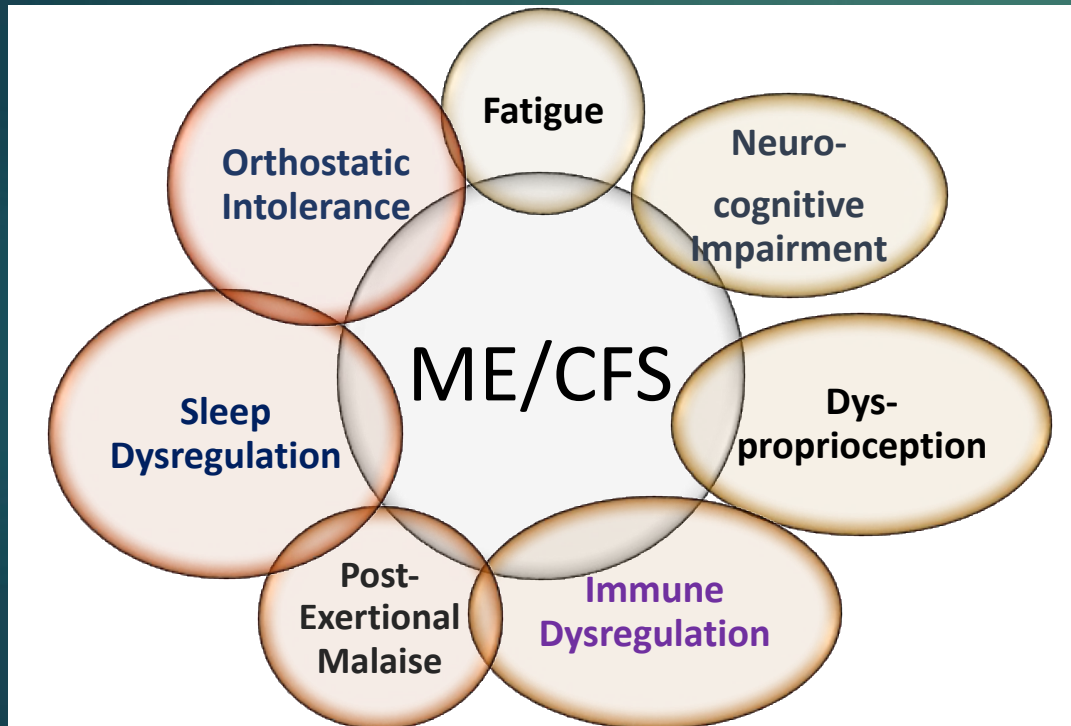 Fatigue
Neuro-
cognitive
Impairment
Orthostatic
Intolerance
ME/CFS
Dys-
proprioception
Sleep
Dysregulation
Post-
Exertional
Malaise
Immune
Dysregulation